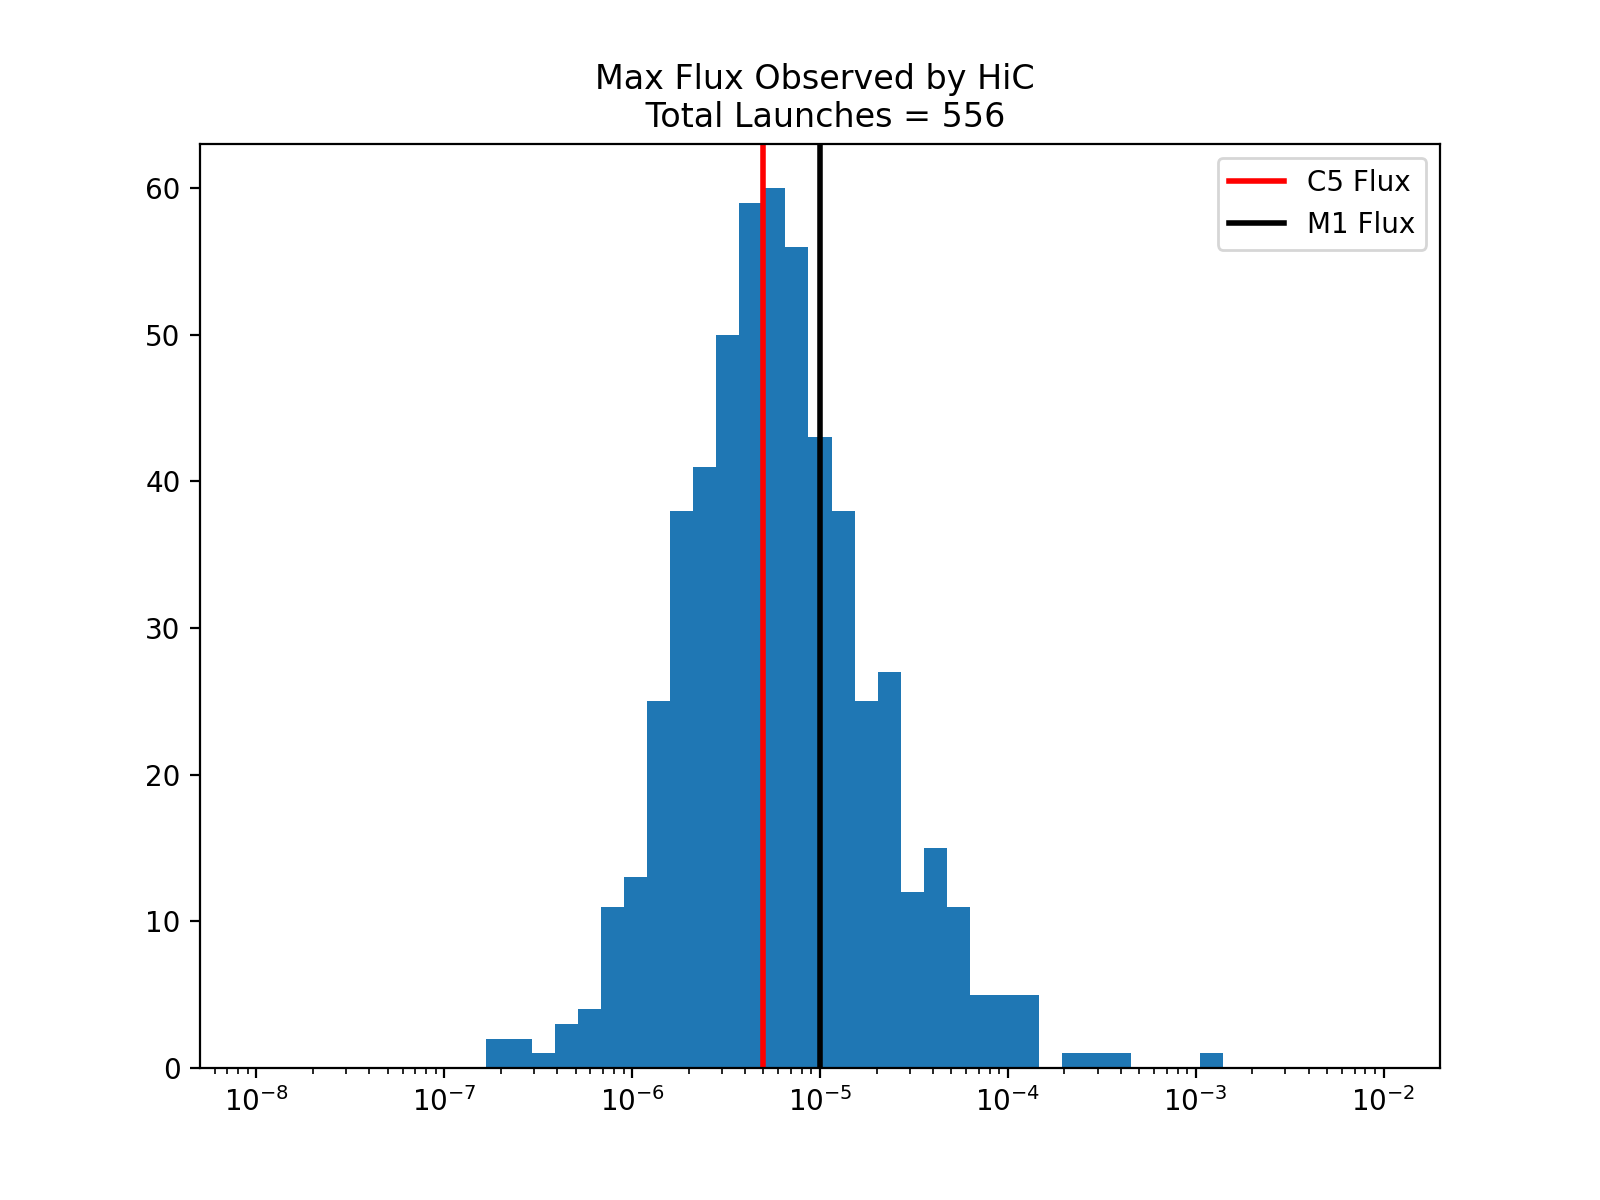 Max Flux Observed by HiC
Total Launches = 556
C5 Flux
M1 Flux
60
50
40
30
20
10
0
10⁻⁸ 10⁻⁷ 10⁻⁶ 10⁻⁵ 10⁻⁴ 10⁻³ 10⁻²